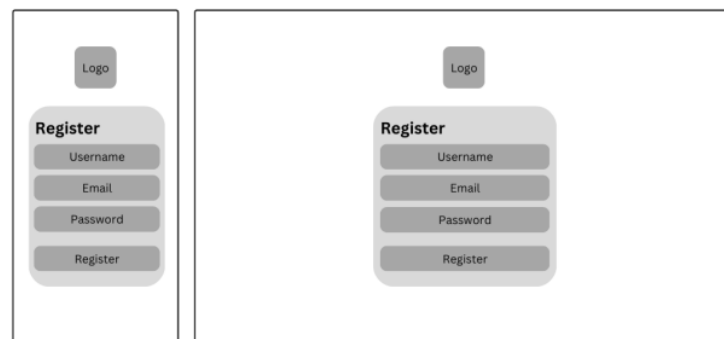 Logo
Register
Username
Email
Password
Register
Logo
Register
Username
Email
Password
Register